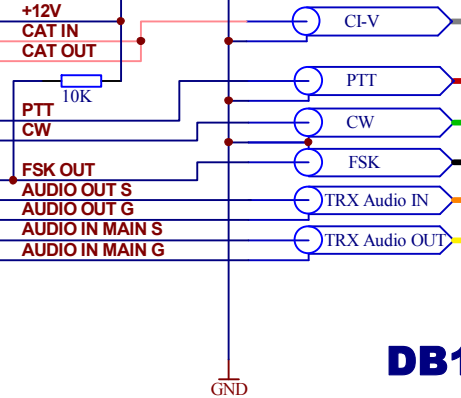 +12V
CAT IN
CAT OUT
CI-V
10K
PTT
PTT
CW
CW
FSK OUT
FSK
AUDIO OUT S
TRX Audio IN
AUDIO OUT G
AUDIO IN MAIN S
TRX Audio OUT
AUDIO IN MAIN G
DB1
GND